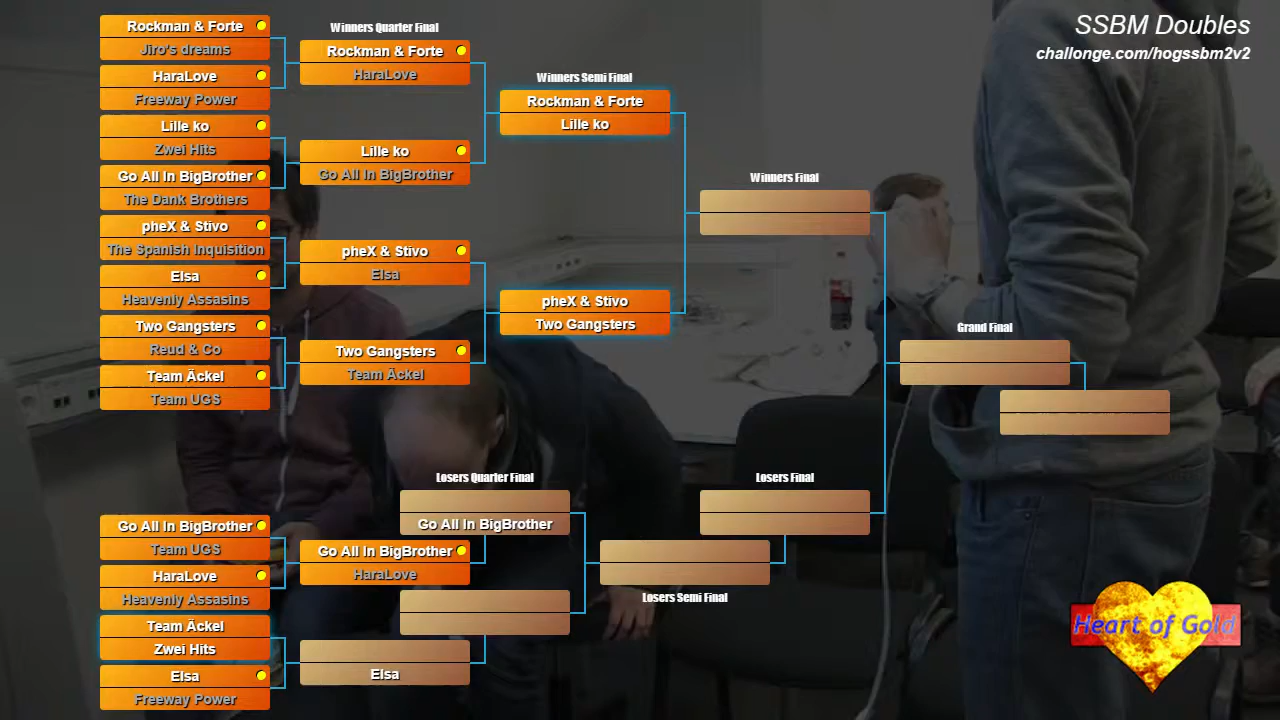 SSBM Doubles
challonge.com/hogssbm2v2
Rockman & Forte
Jiro's dreams
HaraLove
Freeway Power
Lille ko
Zwei Hits
Go All In BigBrother
The Dank Brothers
pheX & Stivo
The Spanish Inquisition
Elsa
Heavenly Assasins
Two Gangsters
Reud & Co
Team Äckel
Team UGS
Winners Quarter Final
Rockman & Forte
HaraLove
Lille ko
Go All In BigBrother
pheX & Stivo
Elsa
Two Gangsters
Team Äckel
Winners Semi Final
Rockman & Forte
Lille ko
pheX & Stivo
Two Gangsters
Winners Final
Grand Final
Go All In BigBrother
Team UGS
HaraLove
Heavenly Assasins
Team Äckel
Zwei Hits
Elsa
Freeway Power
Go All In BigBrother
HaraLove
Elsa
Losers Quarter Final
Go All In BigBrother
Losers Semi Final
Losers Final
Heart of Gold